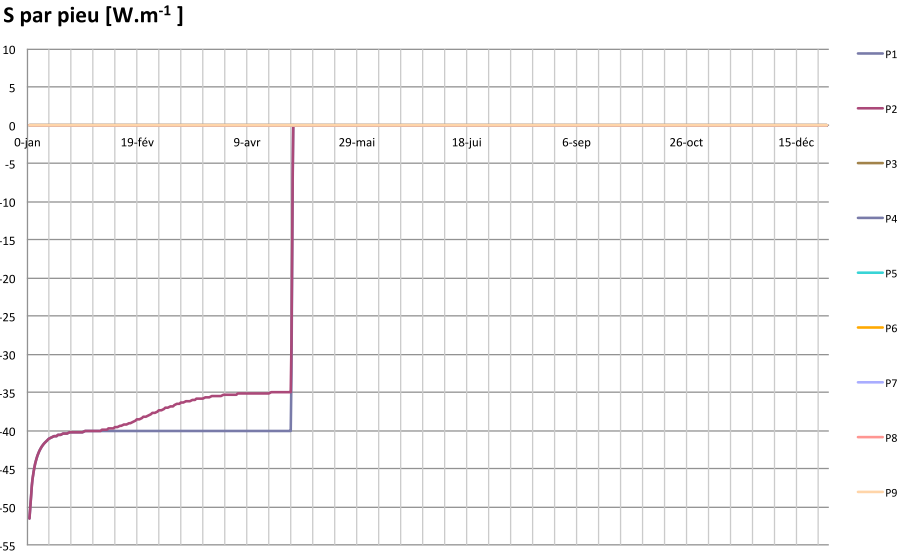 S par pieu [W.m-1 ]
10
5
0
0-jan 19-fév 9-avr 29-mai 18-jui 6-sep 26-oct 15-déc
-5
-10
-15
-20
-25
-30
-35
-40
-45
-50
-55
P1
P2
P3
P4
P5
P6
P7
P8
P9